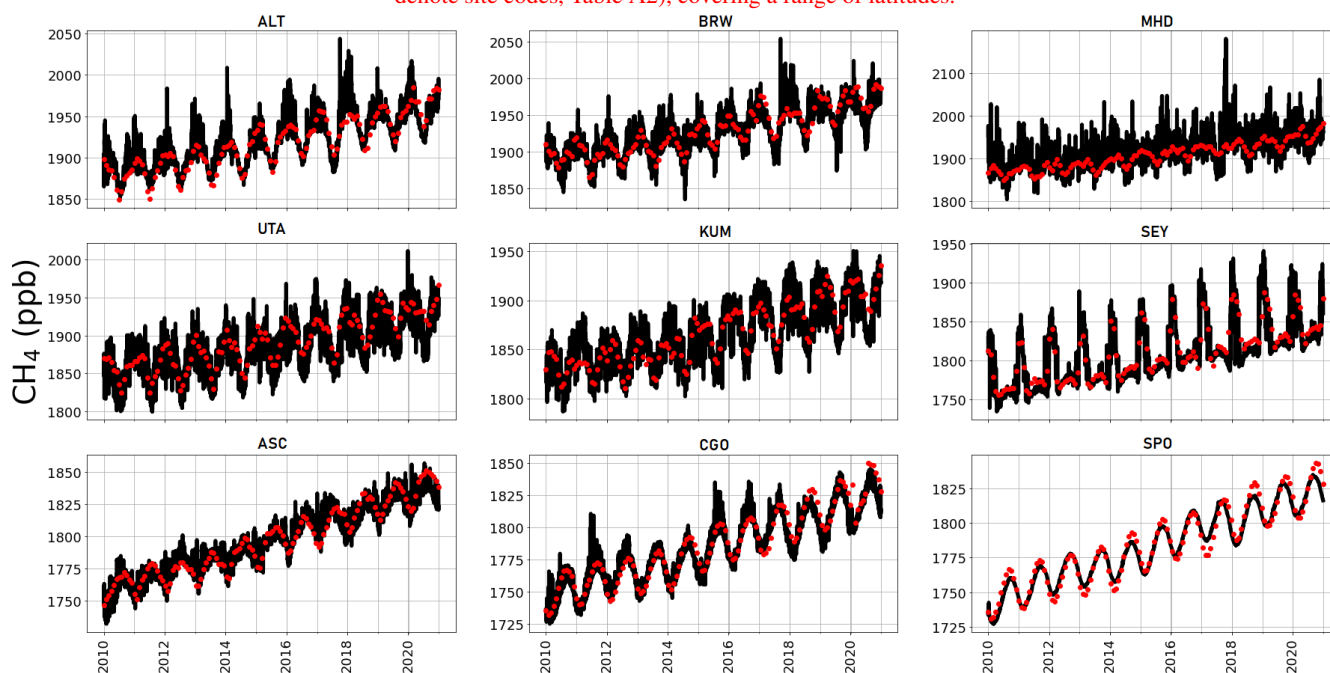 denote site codes, Table A2), covering a range of latitudes.
ALT BRW MHD
2050 2050
2100
2000 2000
2000
1950 1950
1900 1900 1900
1850 1850
1800
UTA KUM SEY
2000 1950 1950
1950 1900 1900
1900 1850
1850 1850 1800
1800 1800 1750
CH4 (ppb)
ASC CGO SPO
1850 1850
1825 1825 1825
1800 1800 1800
1775 1775 1775
1750 1750 1750
1725 1725
2010 2012 2014 2016 2018 2020 2010 2012 2014 2016 2018 2020 2010 2012 2014 2016 2018 2020